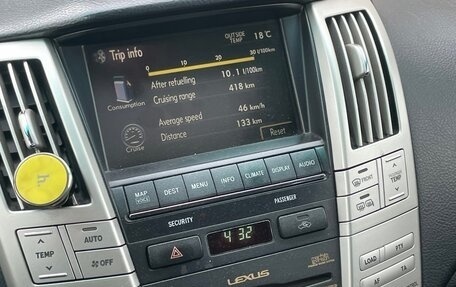 Trip info
OUTSIDE TEMP 18°C
0 10 20 30 ℓ/100km
After refuelling 10.1 ℓ/100km
Consumption
Cruising range 418 km
Average speed 46 km/h
Distance 133 km
Cruise
Reset
MAP VOICE DEST MENU INFO CLIMATE DISPLAY AUDIO
SECURITY PASSENGER
4 32
LEXUS
TEMP AUTO
OFF
FRONT
TEMP
LOAD PTY
AF TA